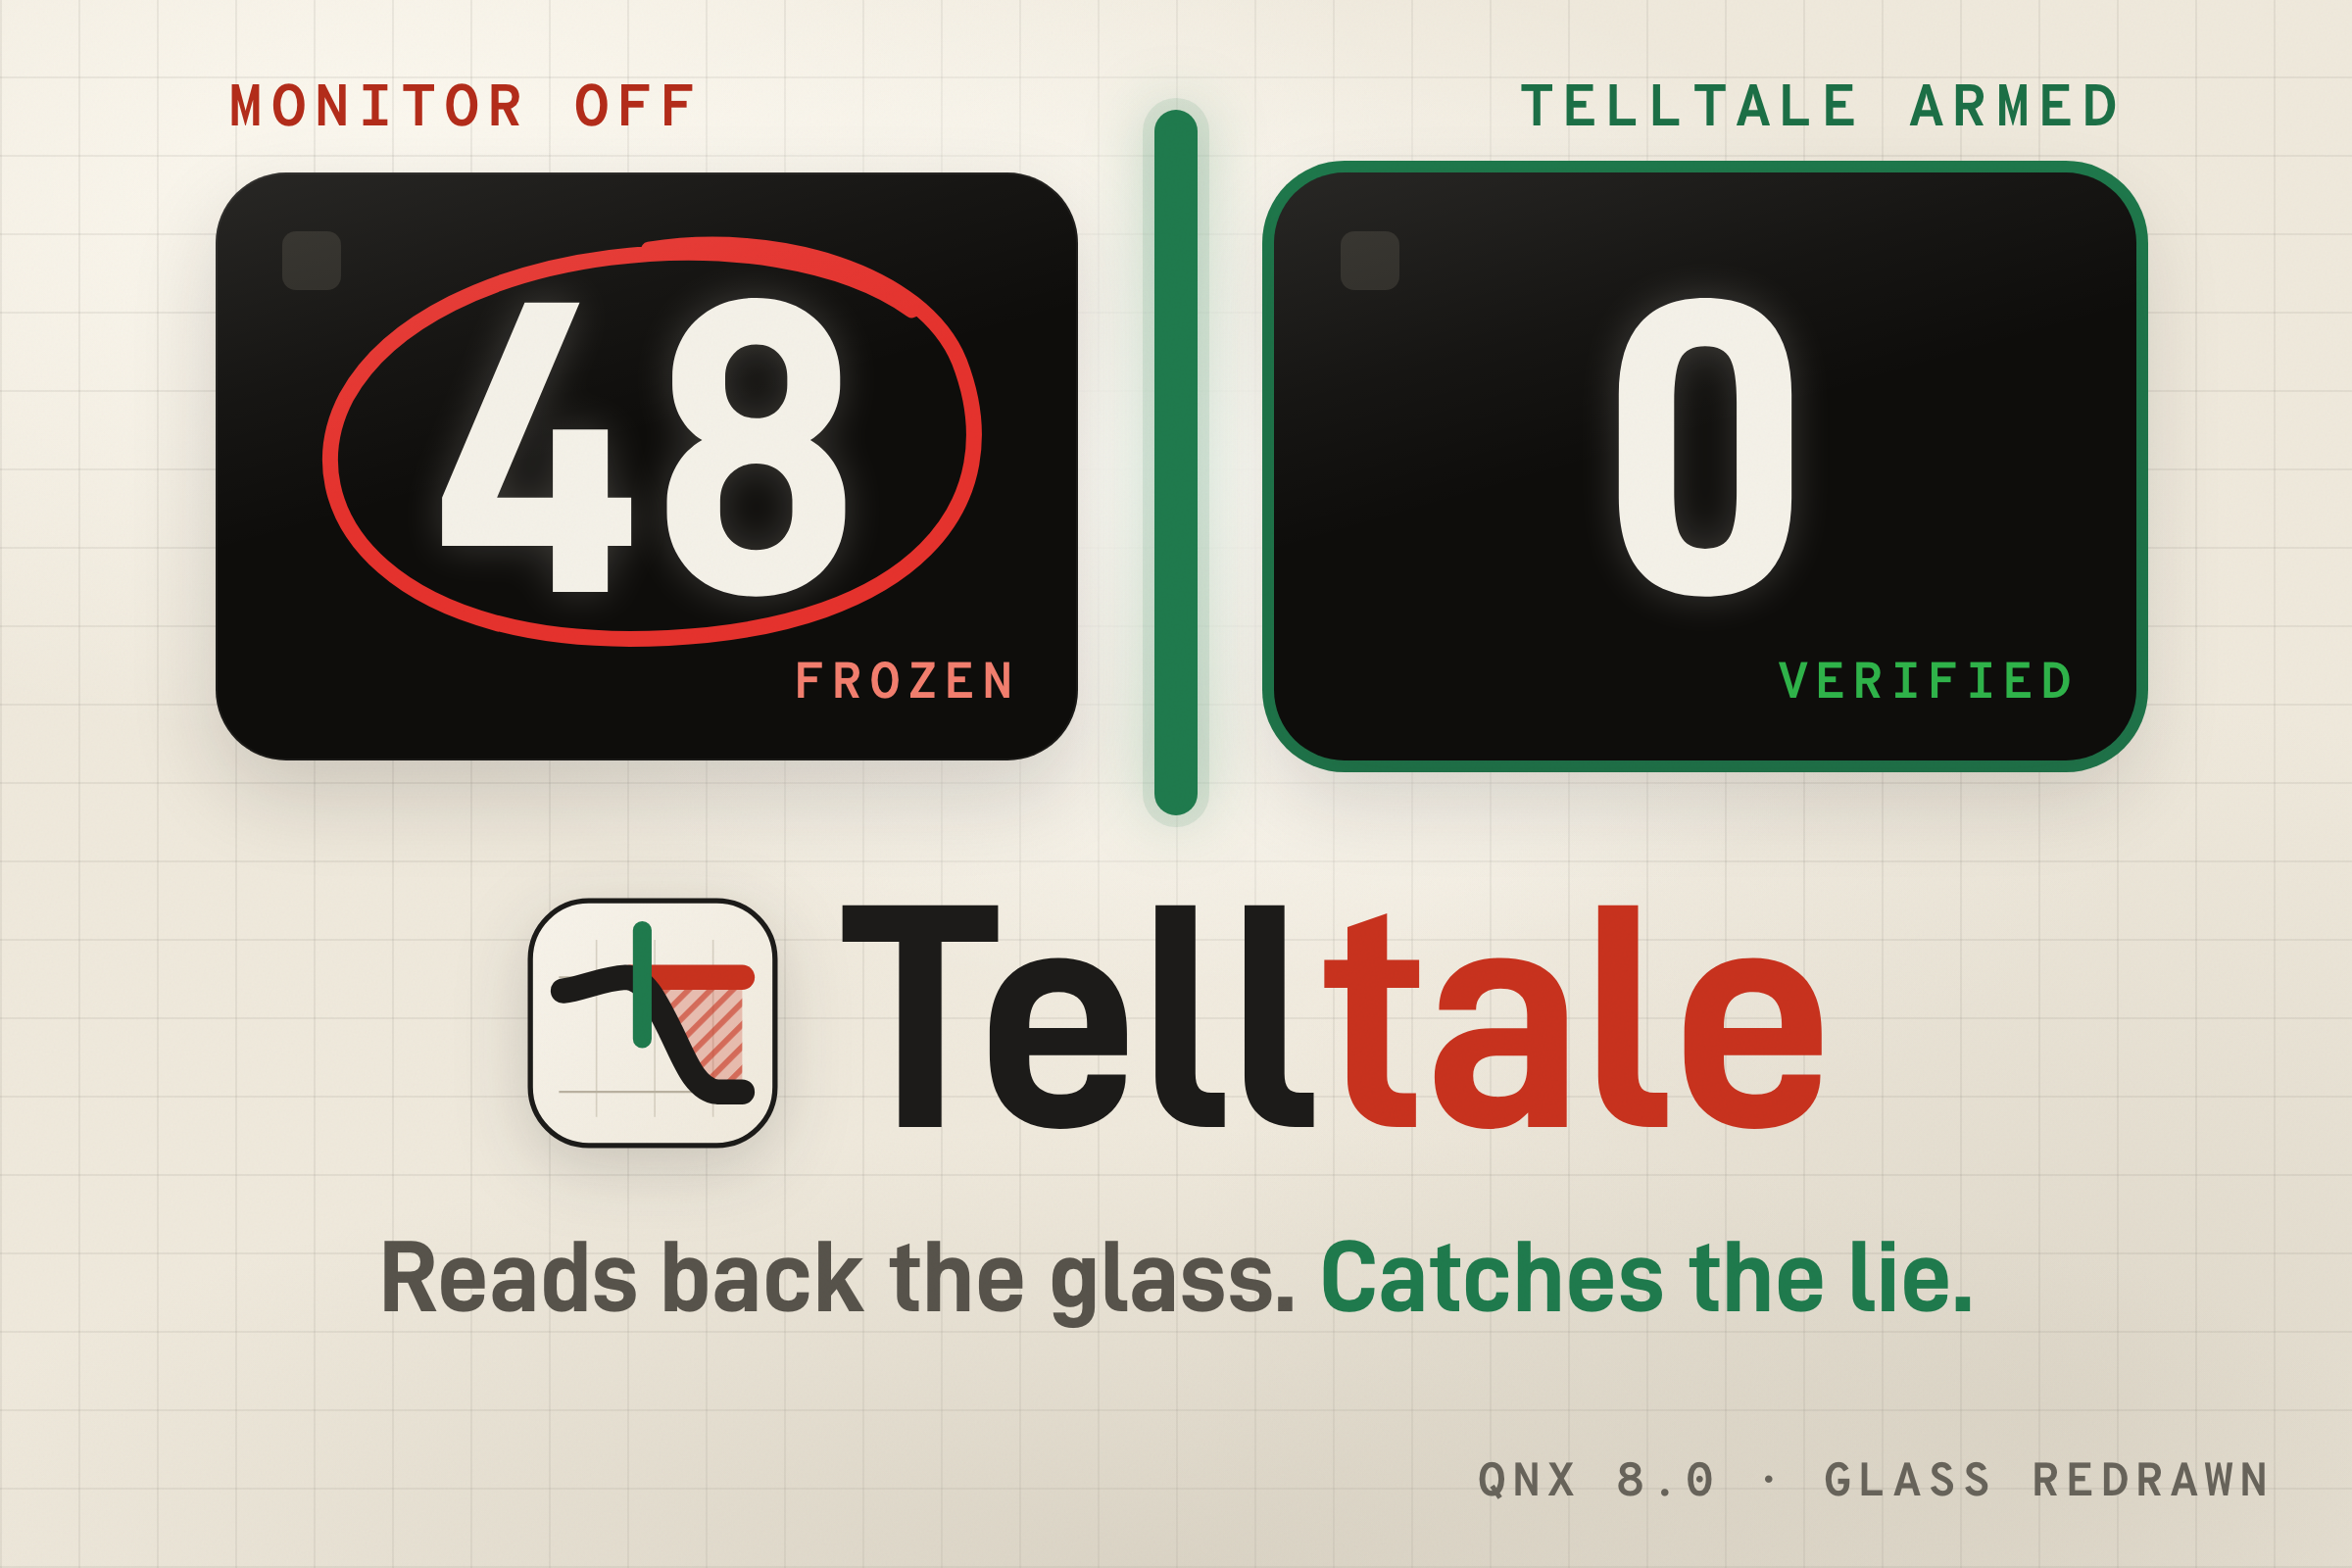 MONITOR OFF
TELLTALE ARMED
48
FROZEN
0
VERIFIED
Telltale
Reads back the glass. Catches the lie.
QNX 8.0 · GLASS REDRAWN